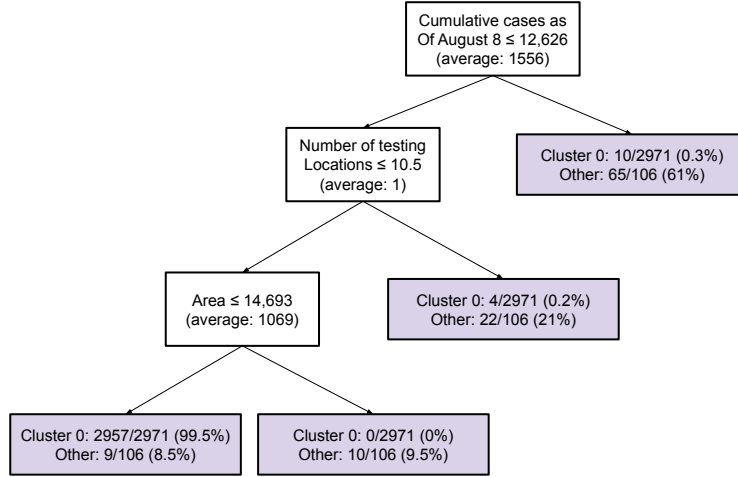 Cumulative cases as
Of August 8 ≤ 12,626
(average: 1556)
Number of testing
Locations ≤ 10.5
(average: 1)
Cluster 0: 10/2971 (0.3%)
Other: 65/106 (61%)
Area ≤ 14,693
(average: 1069)
Cluster 0: 4/2971 (0.2%)
Other: 22/106 (21%)
Cluster 0: 2957/2971 (99.5%)
Other: 9/106 (8.5%)
Cluster 0: 0/2971 (0%)
Other: 10/106 (9.5%)